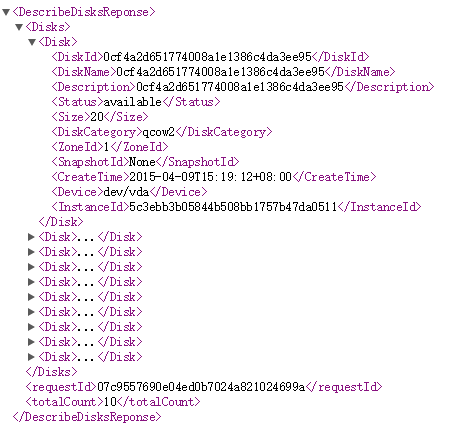 <DescribeDisksReponse>
<Disks>
<Disk>
<DiskId>0cf4a2d651774008a1e1386c4da3ee95</DiskId>
<DiskName>0cf4a2d651774008a1e1386c4da3ee95</DiskName>
<Description>0cf4a2d651774008a1e1386c4da3ee95</Description>
<Status>available</Status>
<Size>20</Size>
<DiskCategory>qcow2</DiskCategory>
<ZoneId>1</ZoneId>
<SnapshotId>None</SnapshotId>
<CreateTime>2015-04-09T15:19:12+08:00</CreateTime>
<Device>dev/vda</Device>
<InstanceId>5c3ebb3b05844b508bb1757b47da0511</InstanceId>
</Disk>
<Disk>...</Disk>
<Disk>...</Disk>
<Disk>...</Disk>
<Disk>...</Disk>
<Disk>...</Disk>
<Disk>...</Disk>
<Disk>...</Disk>
<Disk>...</Disk>
<Disk>...</Disk>
</Disks>
<requestId>07c9557690e04ed0b7024a821024699a</requestId>
<totalCount>10</totalCount>
</DescribeDisksReponse>